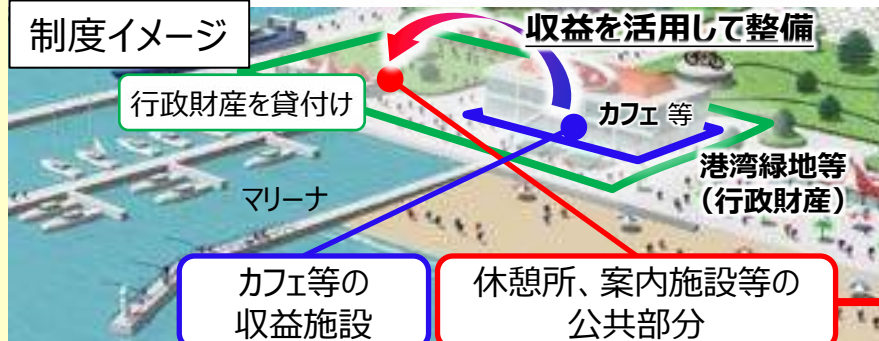 制度イメージ
収益を活用して整備
行政財産を貸付け
カフェ 等
港湾緑地等
（行政財産）
マリーナ
カフェ等の
収益施設
休憩所、案内施設等の
公共部分